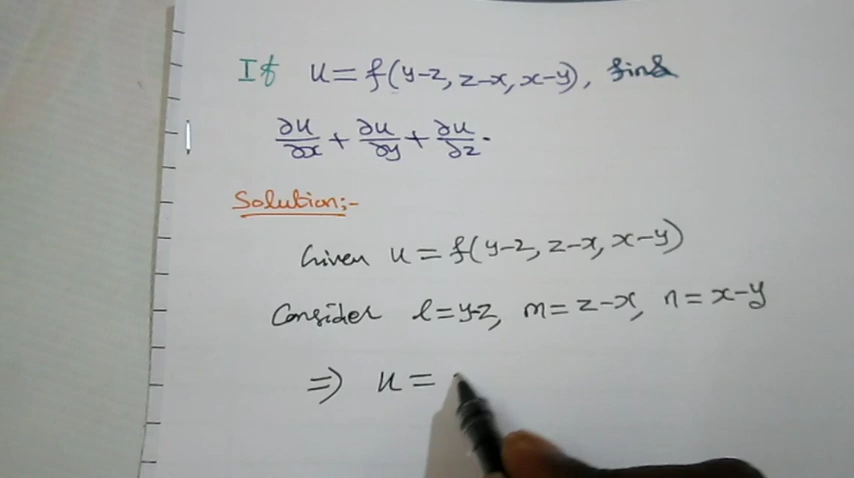 If u=f(y-z, z-x, x-y), find
∂u/∂x + ∂u/∂y + ∂u/∂z.
Solution:-
Given u=f(y-z, z-x, x-y)
Consider l=y-z, m=z-x, n=x-y
⇒ u=